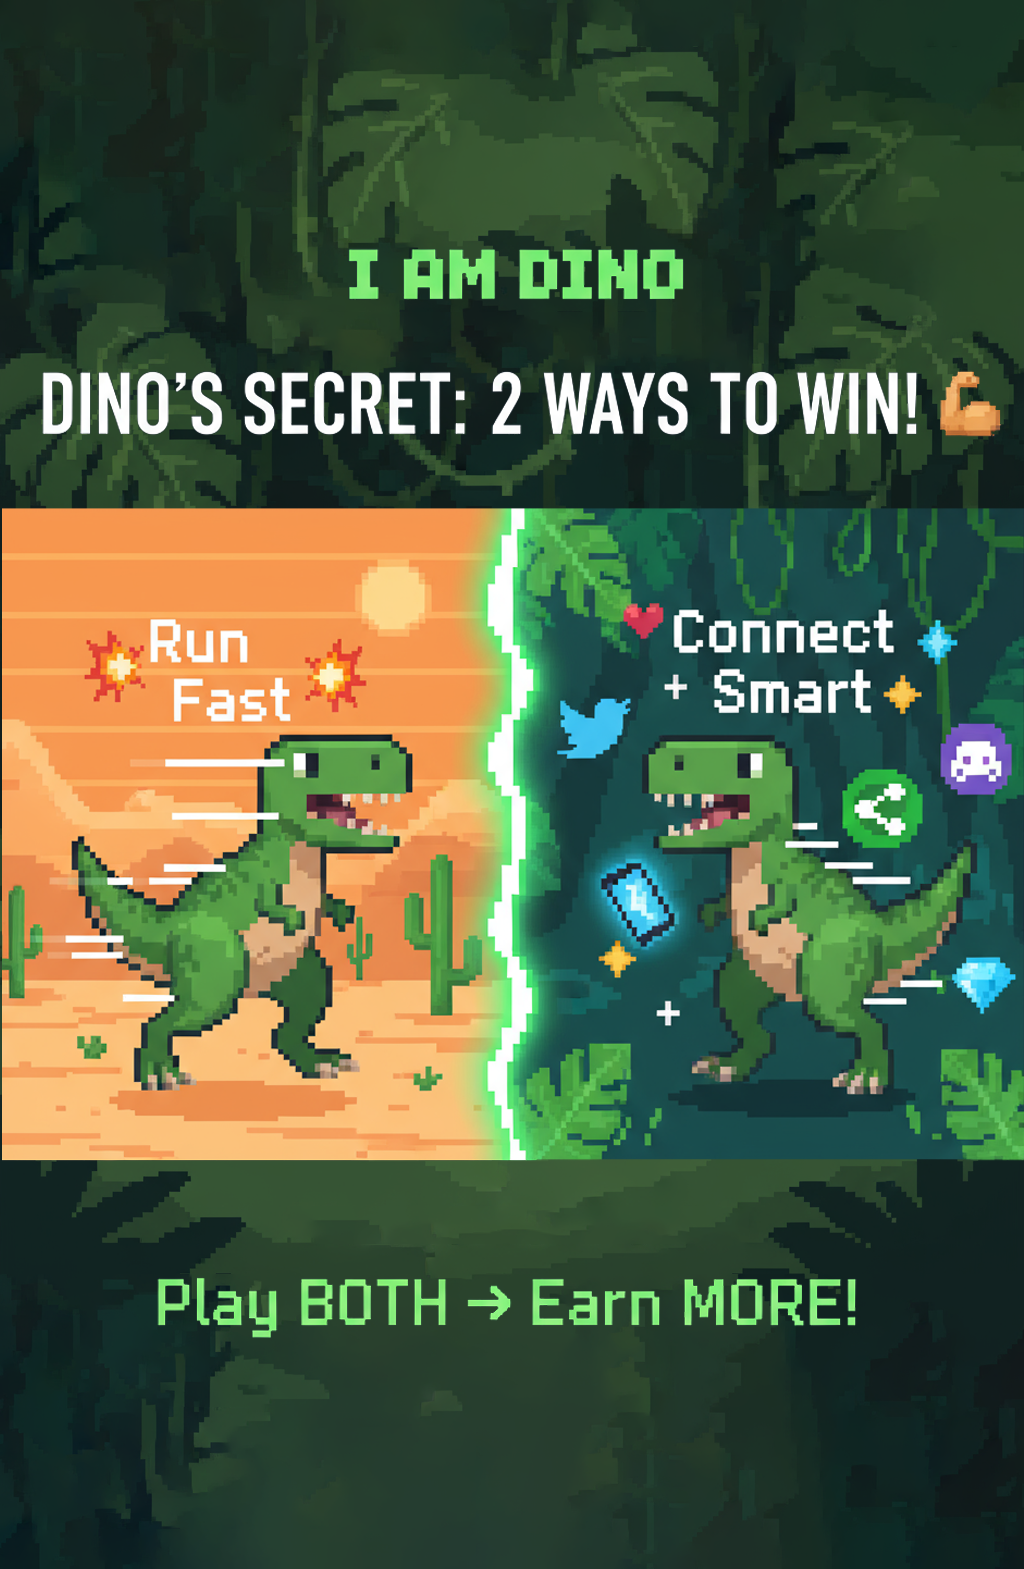 I AM DINO
DINO’S SECRET: 2 WAYS TO WIN! 💪
Run
Fast
Connect
+ Smart
Play BOTH → Earn MORE!